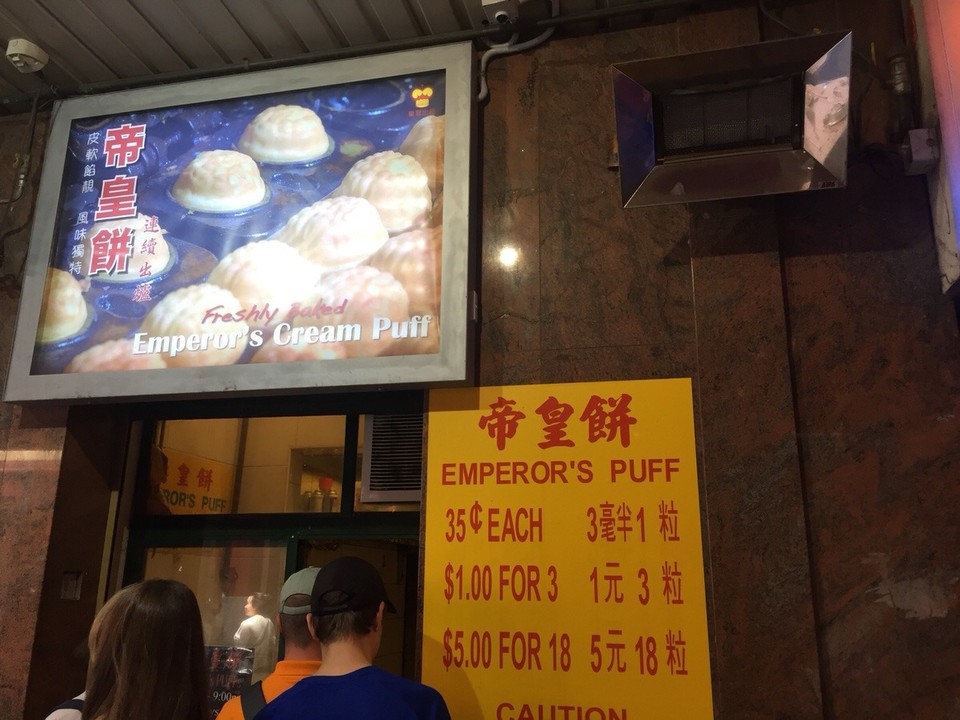 帝皇餅
皮軟餡靚，風味獨特
連續出爐
Freshly Baked
Emperor's Cream Puff
帝皇餅
EMPEROR'S PUFF
35¢ EACH 3毫半1粒
$1.00 FOR 3 1元 3 粒
$5.00 FOR 18 5元 18 粒
CAUTION
皇餅
ROR'S PUFF
9:00